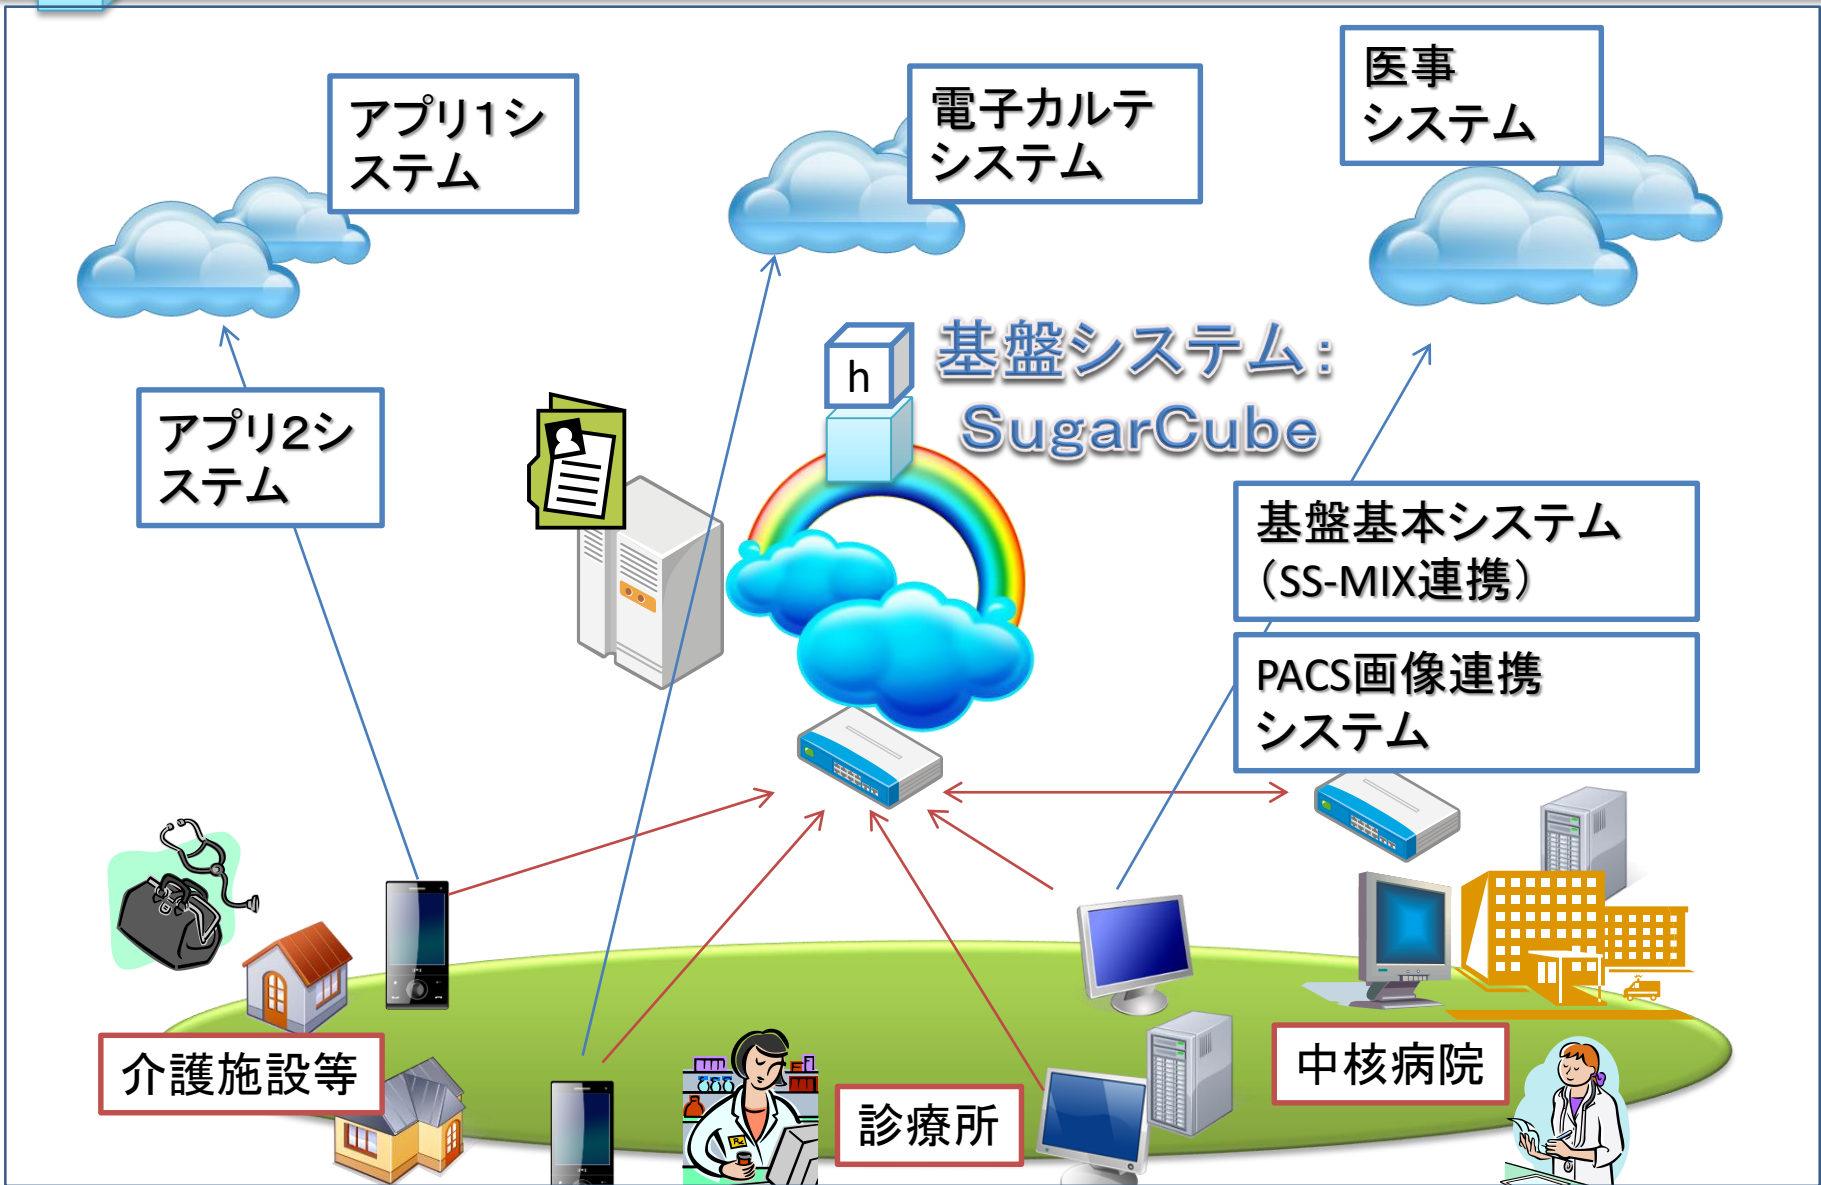 アプリ1シ
ステム
電子カルテ
システム
医事
システム
h
基盤システム:
SugarCube
アプリ2シ
ステム
基盤基本システム
（SS-MIX連携）
PACS画像連携
システム
介護施設等
診療所
中核病院